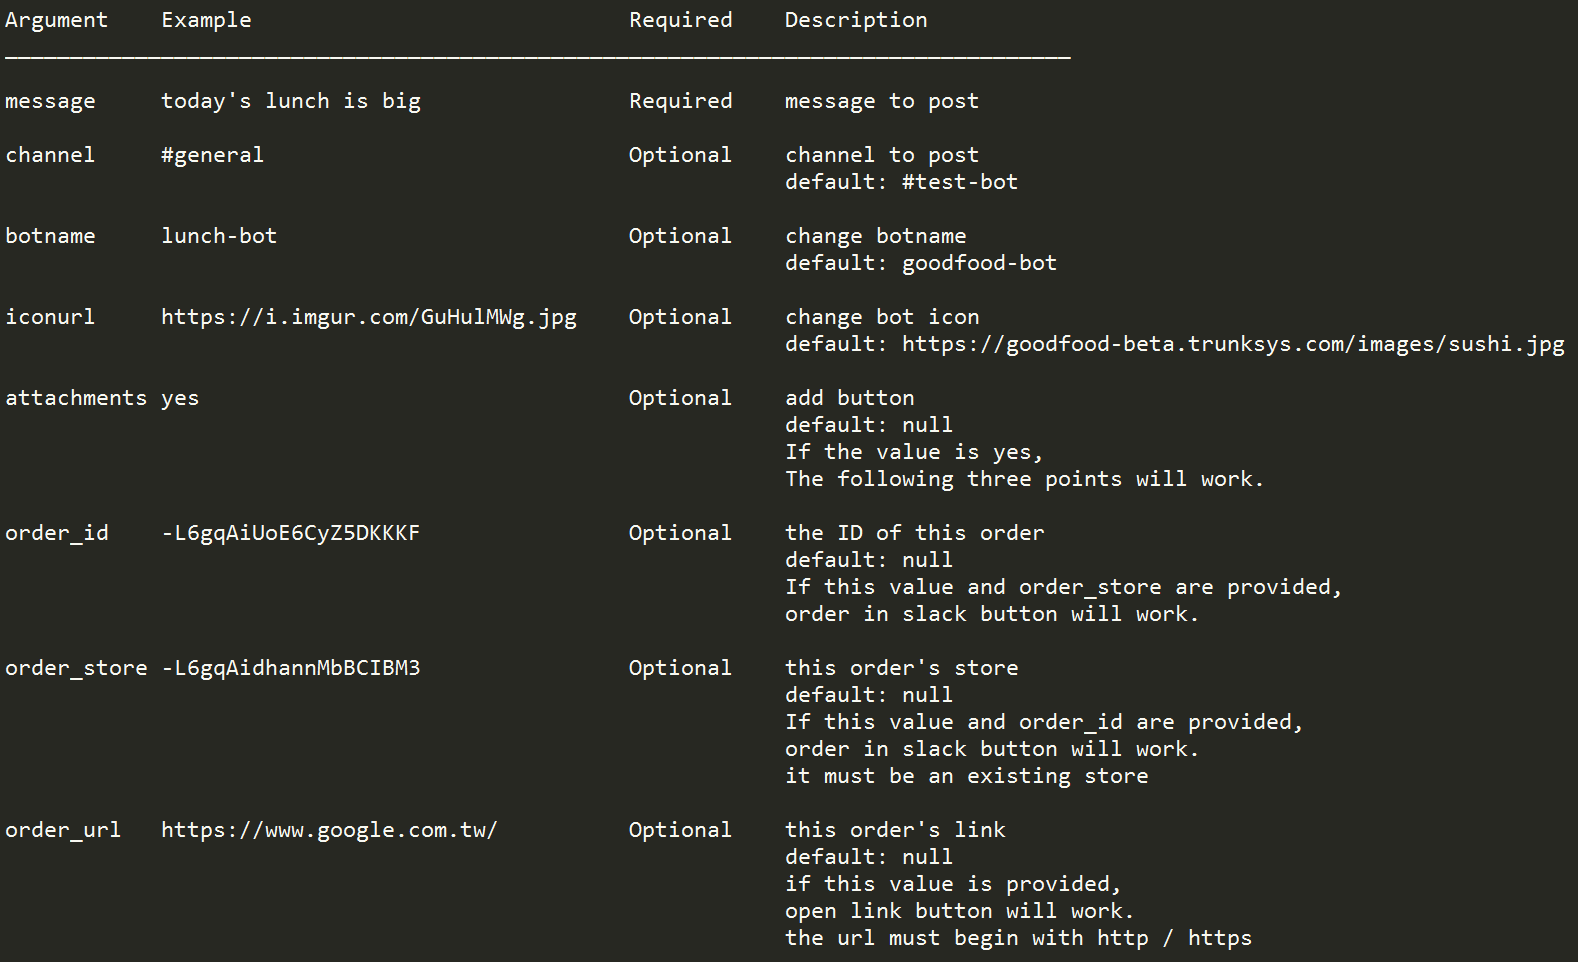 Argument    Example                             Required    Description
__________________________________________________________________________________
message     today's lunch is big                Required    message to post
channel     #general                            Optional    channel to post
                                                            default: #test-bot
botname     lunch-bot                           Optional    change botname
                                                            default: goodfood-bot
iconurl     https://i.imgur.com/GuHulMWg.jpg    Optional    change bot icon
                                                            default: https://goodfood-beta.trunksys.com/images/sushi.jpg
attachments yes                                 Optional    add button
                                                            default: null
                                                            If the value is yes,
                                                            The following three points will work.
order_id    -L6gqAiUoE6CyZ5DKKKF                Optional    the ID of this order
                                                            default: null
                                                            If this value and order_store are provided,
                                                            order in slack button will work.
order_store -L6gqAidhannMbBCIBM3                Optional    this order's store
                                                            default: null
                                                            If this value and order_id are provided,
                                                            order in slack button will work.
                                                            it must be an existing store
order_url   https://www.google.com.tw/          Optional    this order's link
                                                            default: null
                                                            if this value is provided,
                                                            open link button will work.
                                                            the url must begin with http / https